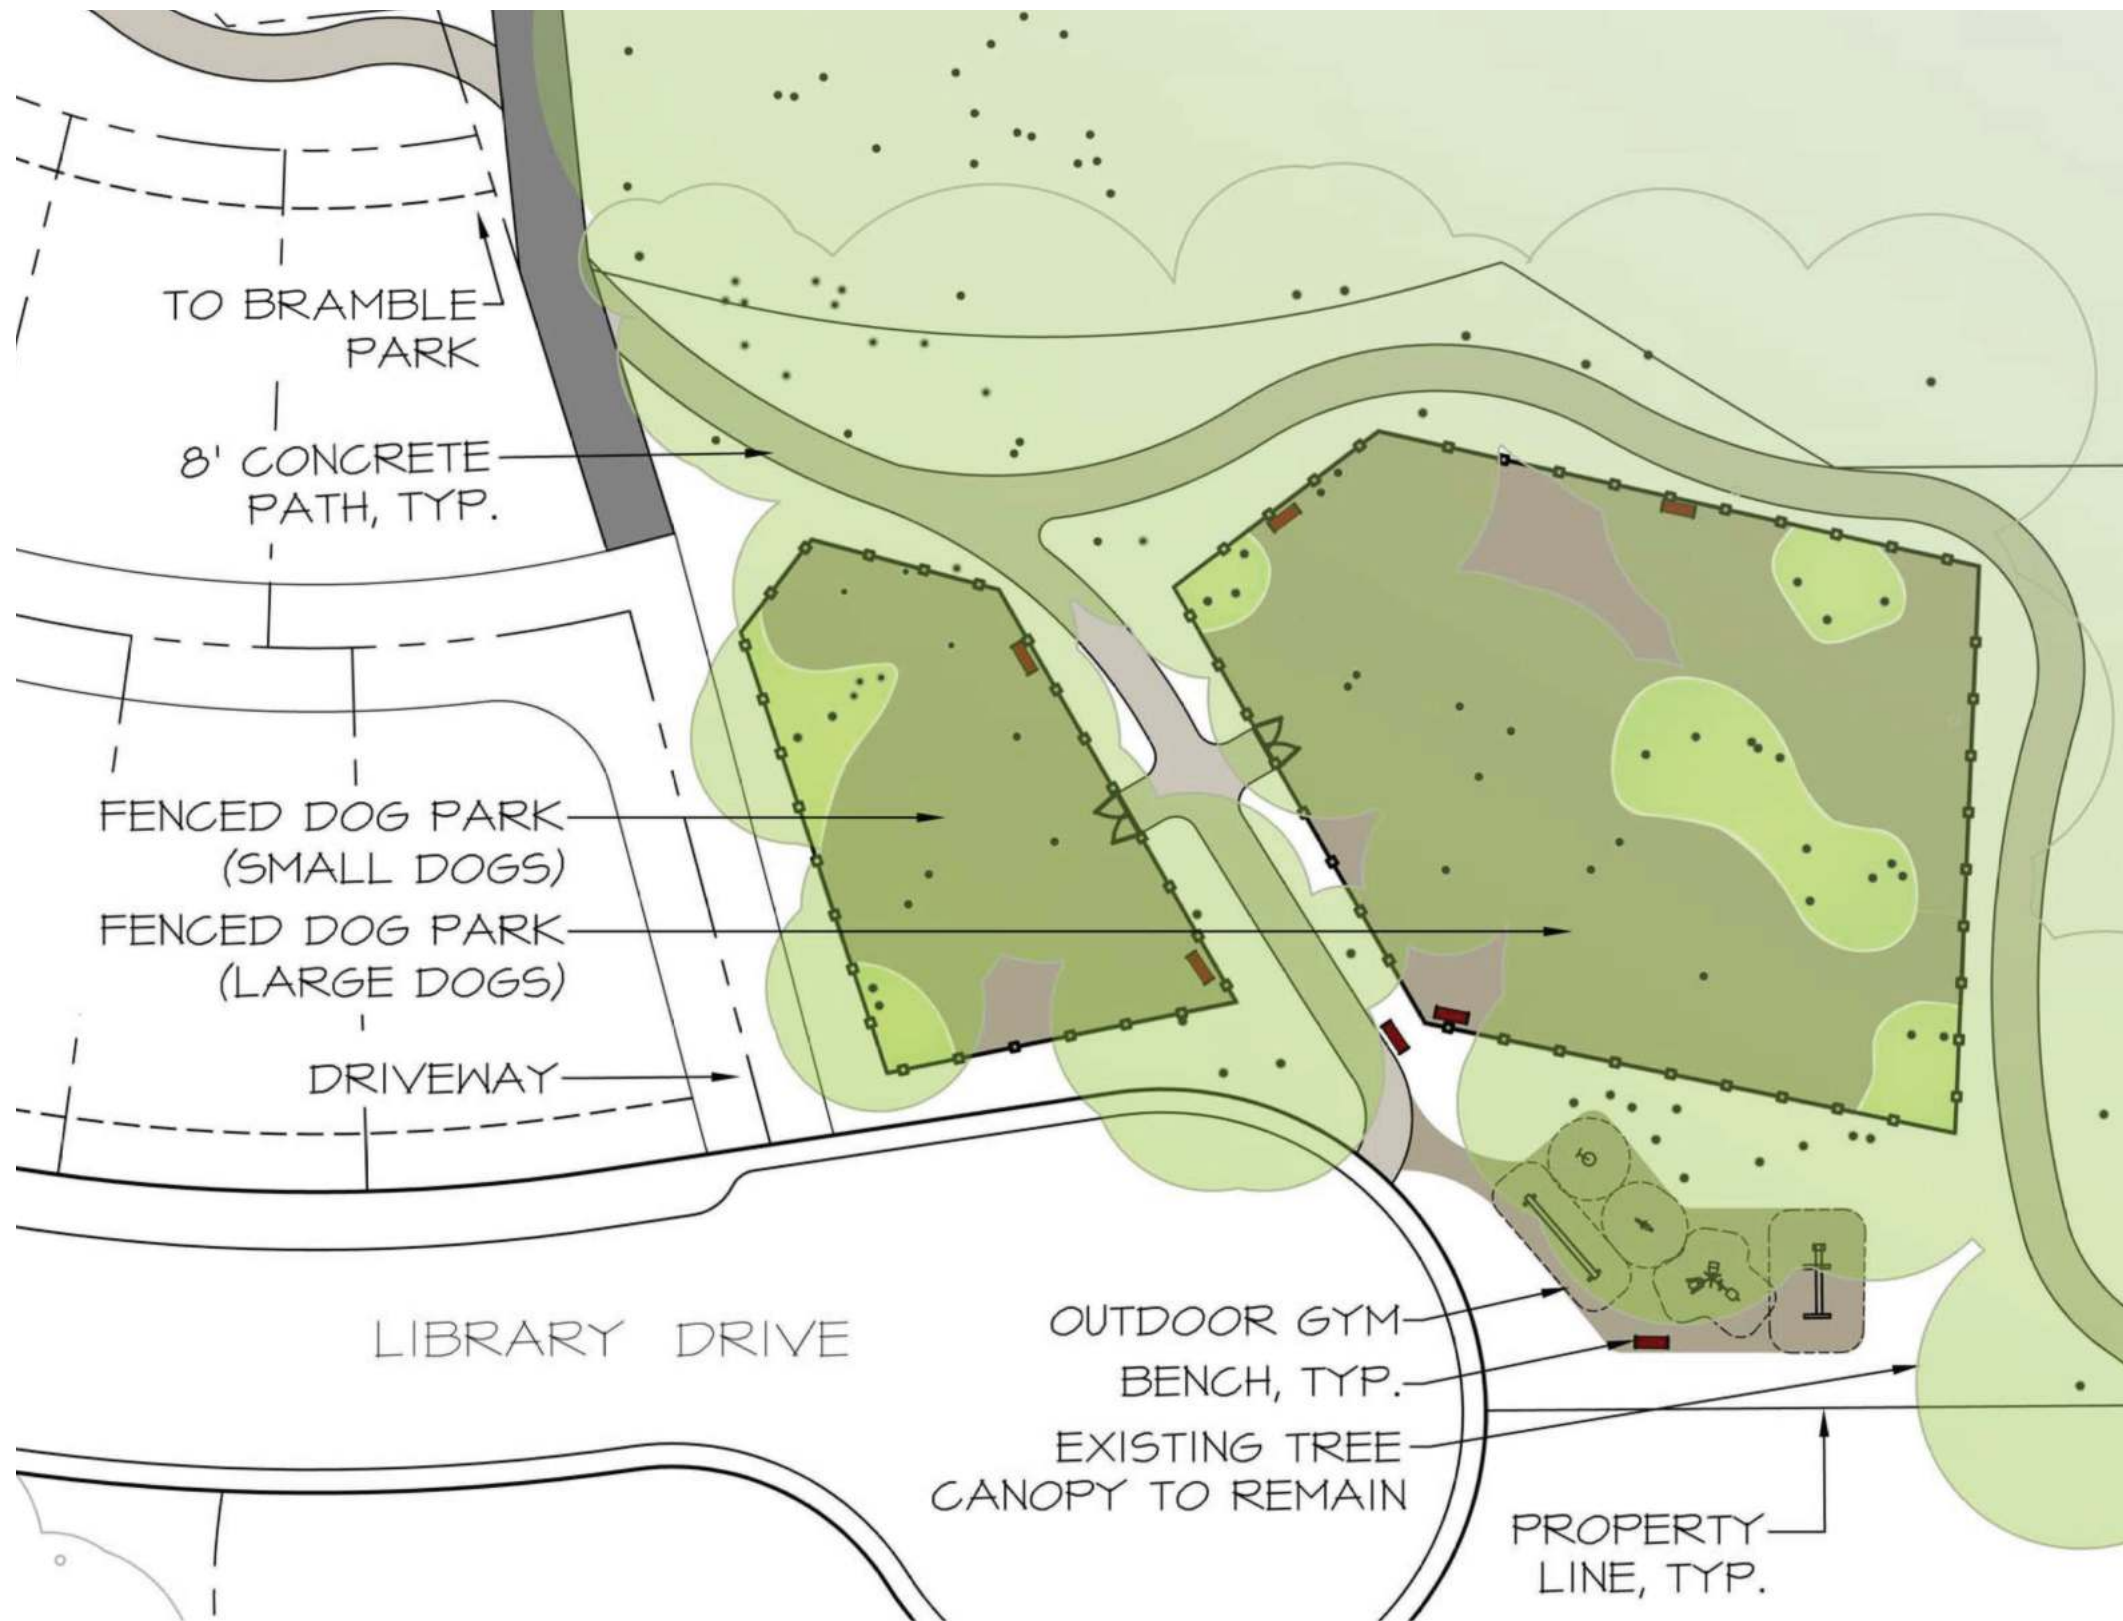 TO BRAMBLE
PARK
8' CONCRETE
PATH, TYP.
FENCED DOG PARK
(SMALL DOGS)
FENCED DOG PARK
(LARGE DOGS)
DRIVEWAY
LIBRARY DRIVE
OUTDOOR GYM
BENCH, TYP.
EXISTING TREE
CANOPY TO REMAIN
PROPERTY
LINE, TYP.